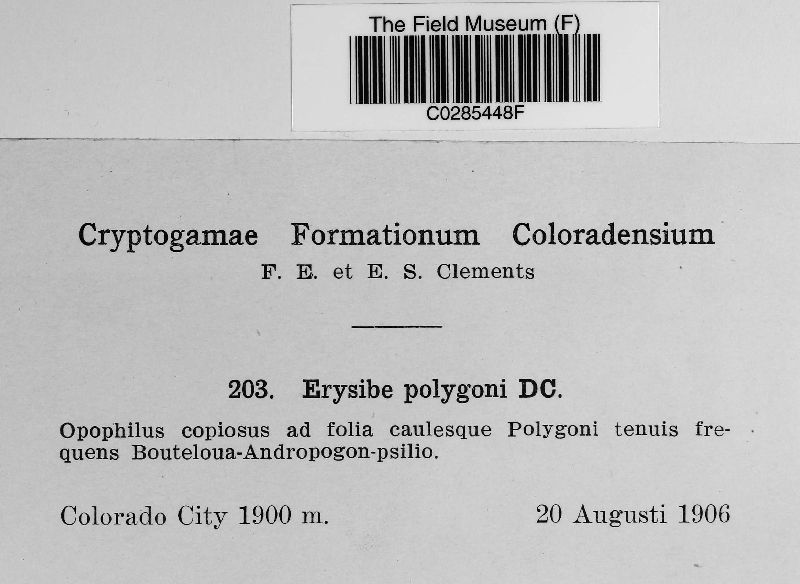 The Field Museum (F)
C0285448F
Cryptogamae Formationum Coloradensium
F. E. et E. S. Clements
203. Erysibe polygoni DC.
Opophilus copiosus ad folia caulesque Polygoni tenuis fre-
quens Bouteloua-Andropogon-psilio.
Colorado City 1900 m. 20 Augusti 1906